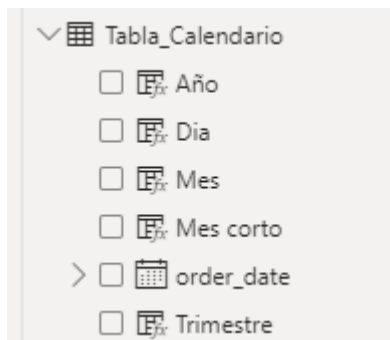 Tabla_Calendario
Año
Dia
Mes
Mes corto
order_date
Trimestre